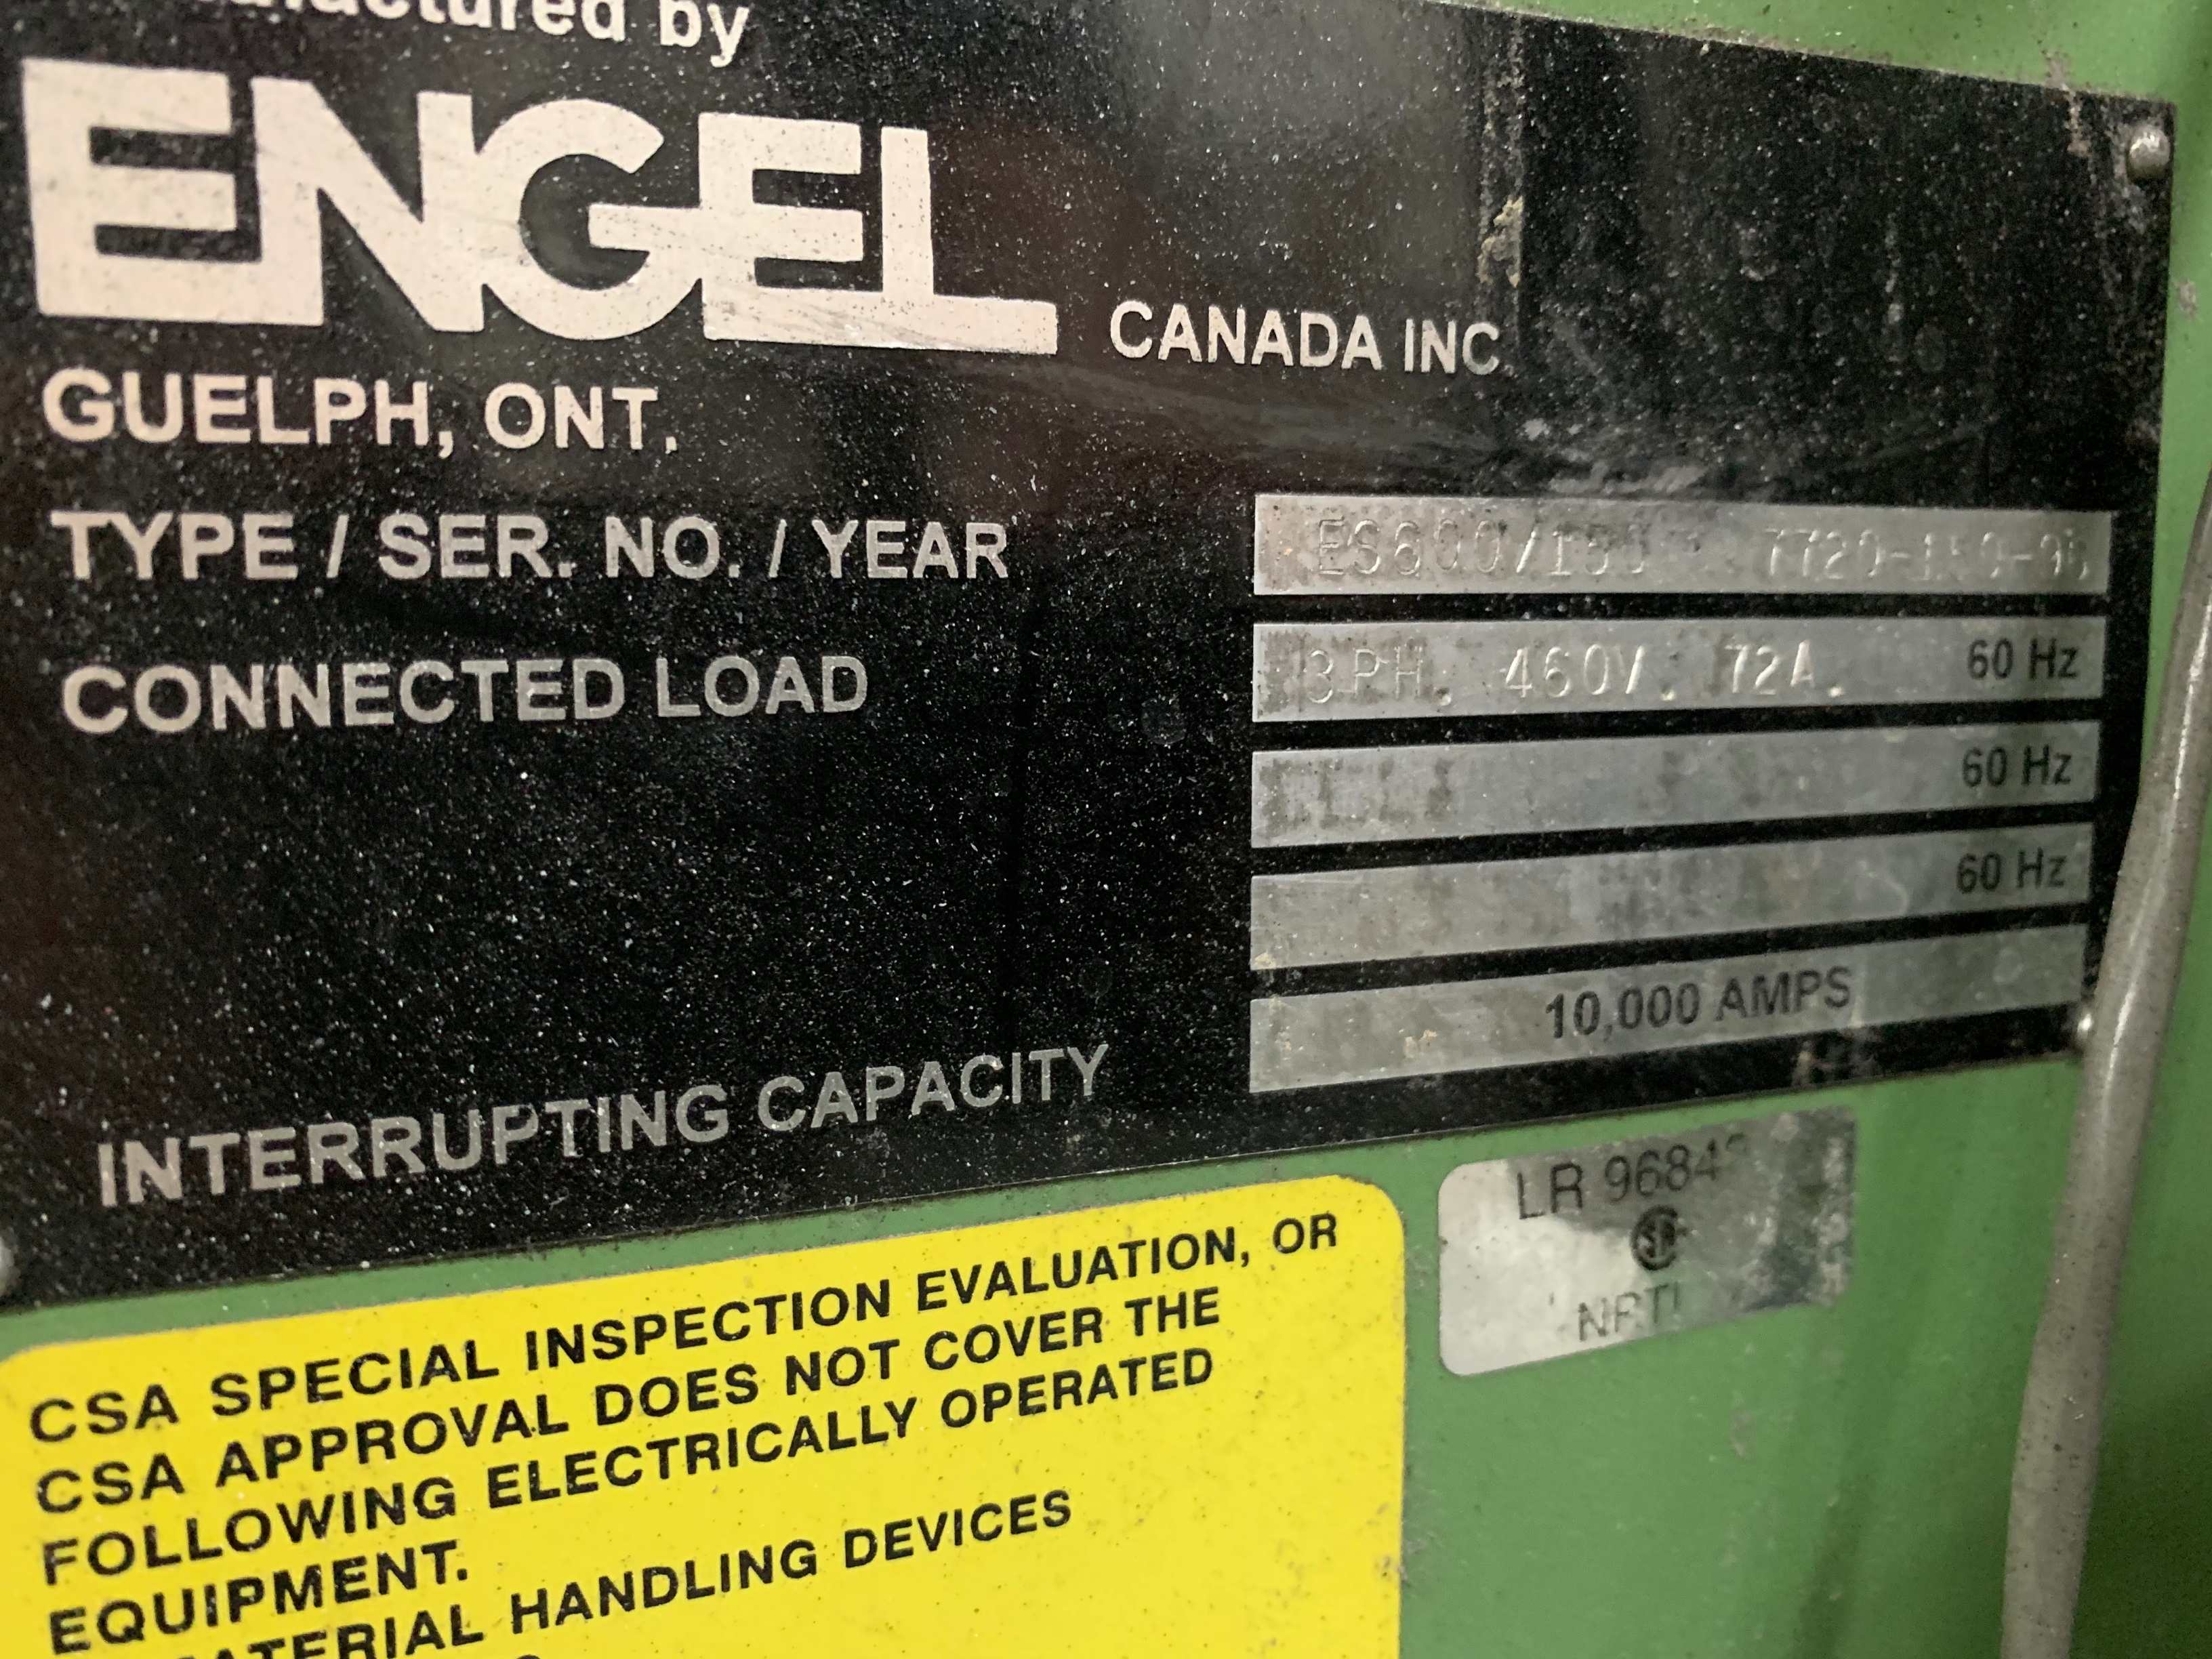 by
ENGEL CANADA INC
GUELPH, ONT.
TYPE / SER. NO. / YEAR
CONNECTED LOAD 3PH. 460V. 72A. 60 Hz
60 Hz
60 Hz
INTERRUPTING CAPACITY 10,000 AMPS
LR
NRTL
CSA SPECIAL INSPECTION EVALUATION, OR
CSA APPROVAL DOES NOT COVER THE
FOLLOWING ELECTRICALLY OPERATED
EQUIPMENT.
HANDLING DEVICES